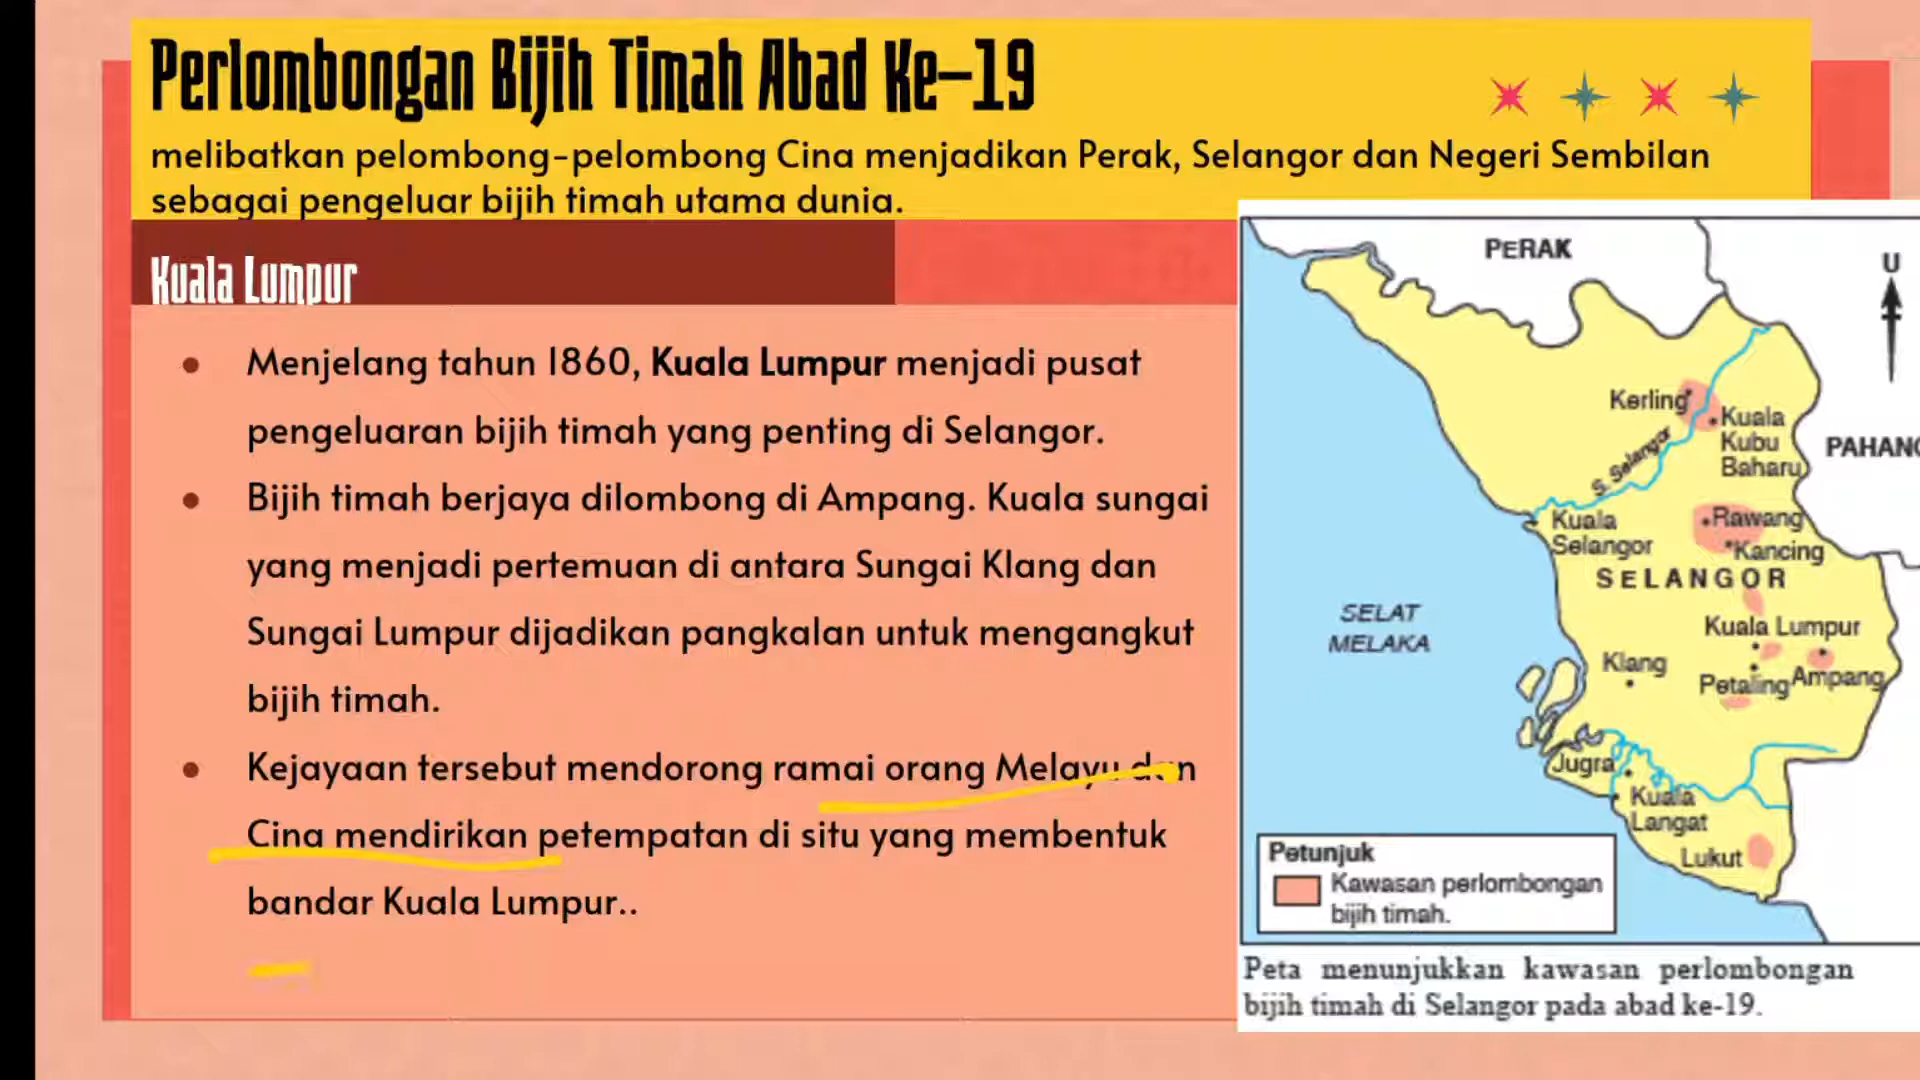 Perlombongan Bijih Timah Abad Ke-19
melibatkan pelombong-pelombong Cina menjadikan Perak, Selangor dan Negeri Sembilan
sebagai pengeluar bijih timah utama dunia.
Kuala Lumpur
• Menjelang tahun 1860, Kuala Lumpur menjadi pusat
pengeluaran bijih timah yang penting di Selangor.
• Bijih timah berjaya dilombong di Ampang. Kuala sungai
yang menjadi pertemuan di antara Sungai Klang dan
Sungai Lumpur dijadikan pangkalan untuk mengangkut
bijih timah.
• Kejayaan tersebut mendorong ramai orang Melayu dan
Cina mendirikan petempatan di situ yang membentuk
bandar Kuala Lumpur..
PERAK
U
Kerling
Kuala
Kubu
Baharu
PAHANG
S. Selangor
Kuala
Selangor
Rawang
Kancing
SELANGOR
SELAT
MELAKA
Kuala Lumpur
Klang
Petaling
Ampang
Jugra
Kuala
Langat
Lukut
Petunjuk
Kawasan perlombongan
bijih timah.
Peta menunjukkan kawasan perlombongan
bijih timah di Selangor pada abad ke-19.